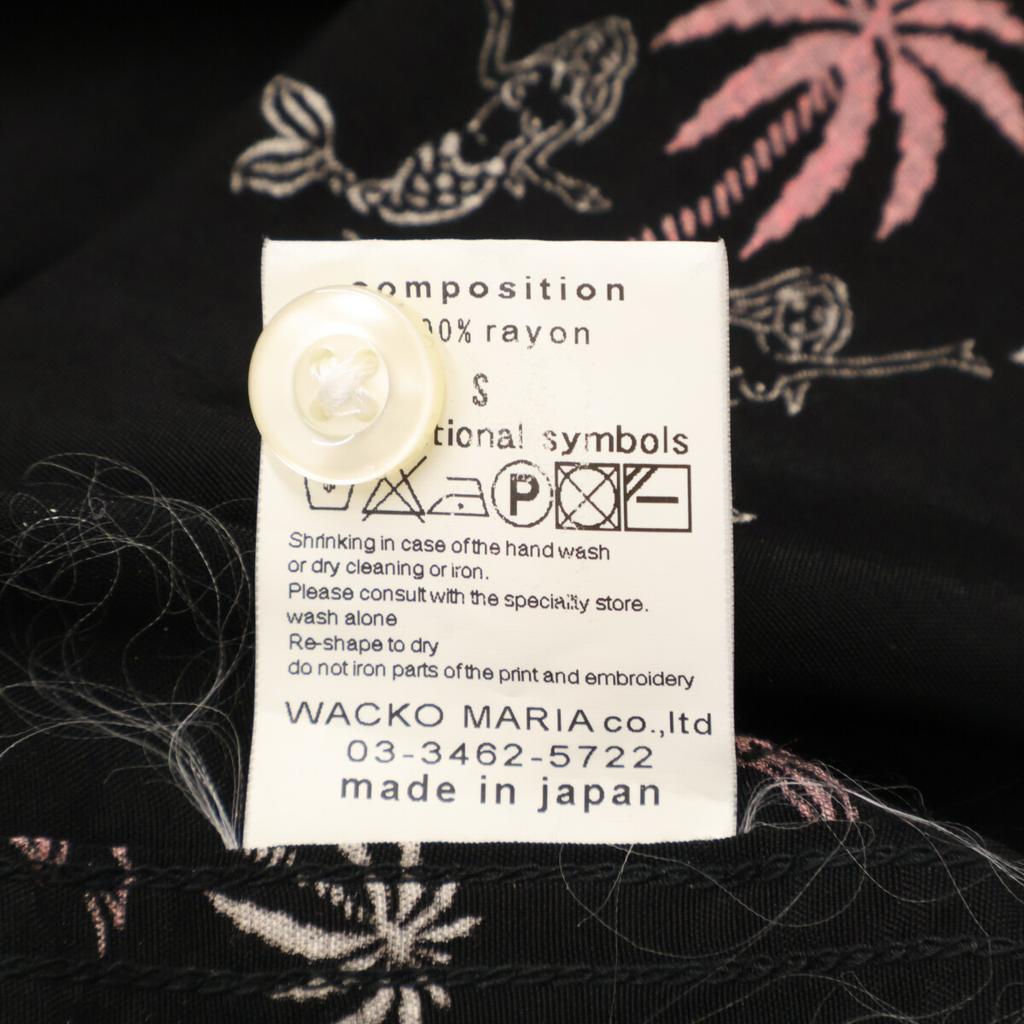 composition
00% rayon
S
tional symbols
P
Shrinking in case of the hand wash
or dry cleaning or iron.
Please consult with the specialty store.
wash alone
Re-shape to dry
do not iron parts of the print and embroidery
WACKO MARIA co.,ltd
03-3462-5722
made in japan